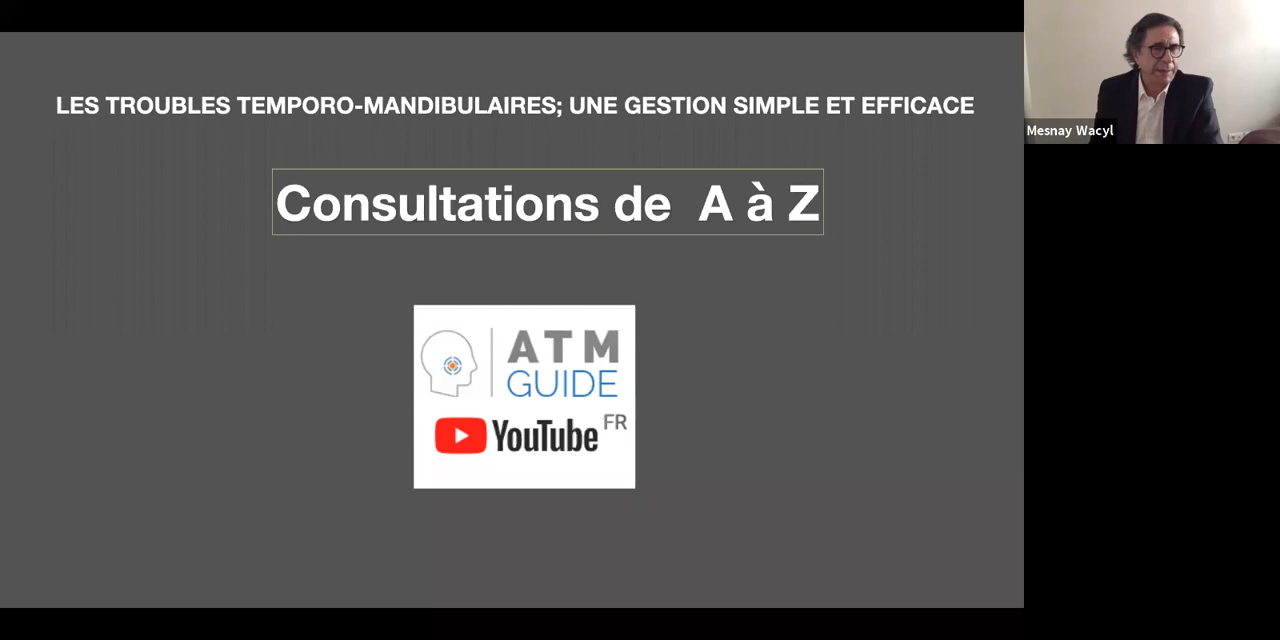 LES TROUBLES TEMPORO-MANDIBULAIRES; UNE GESTION SIMPLE ET EFFICACE
Consultations de A à Z
ATM
GUIDE
YouTube FR
Mesnay Wacyl